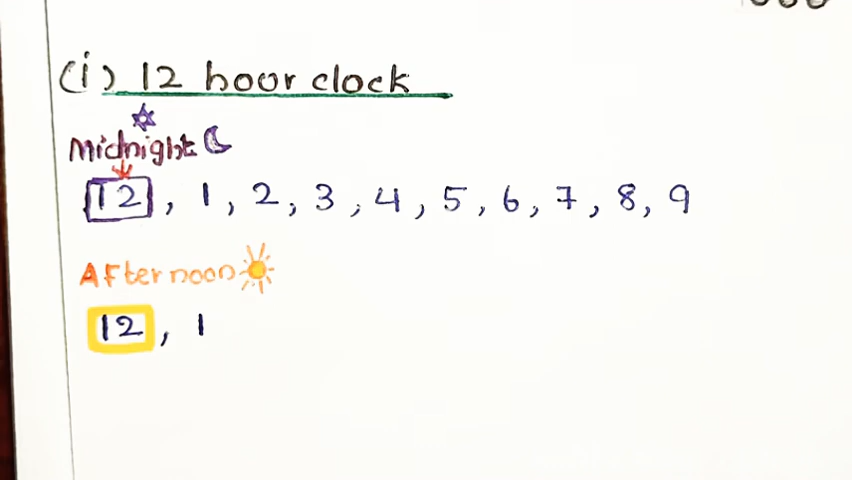 (i) 12 hour clock
Midnight
12, 1, 2, 3, 4, 5, 6, 7, 8, 9
Afternoon
12, 1